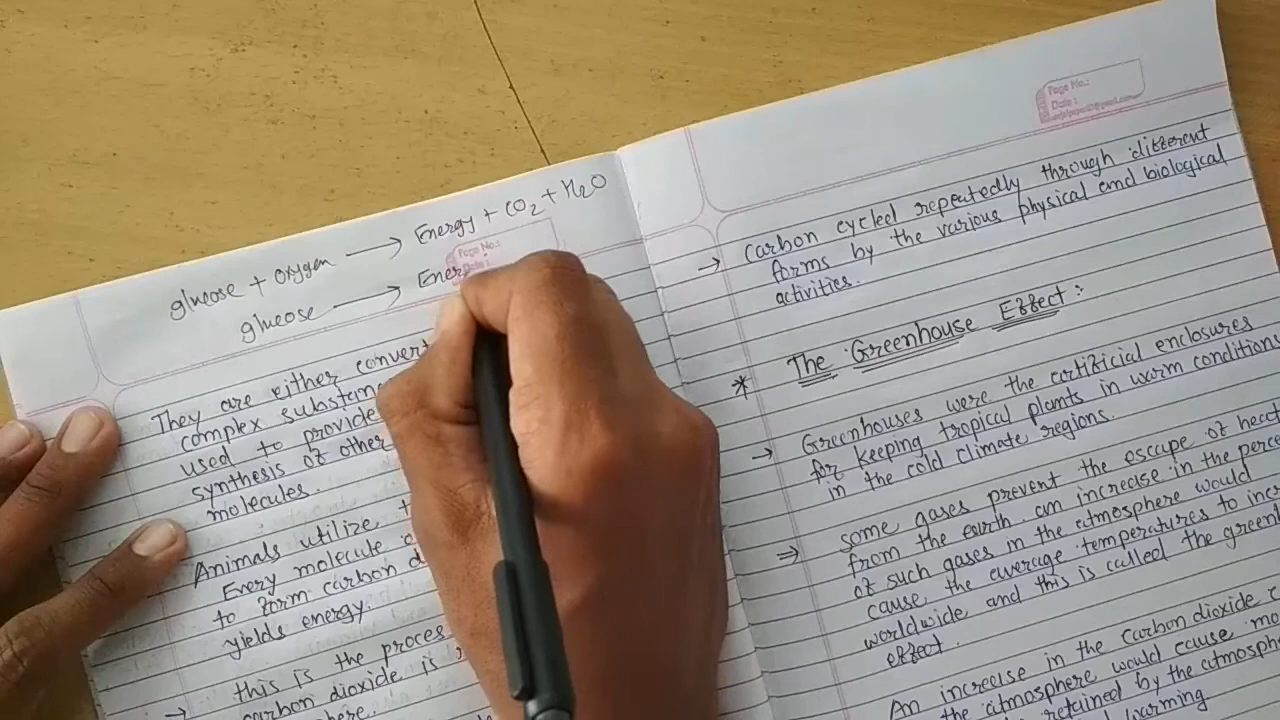 glucose + oxygen → Energy + CO2 + H2O
glucose → Ener
Page No.:
They are either convert
complex substan
used to provide
synthesis of other
molecules.
Animals utilize,
Every molecule
to form carbon d
yields energy.
→ this is the proces
carbon dioxide is
Page No.:
Date :
→ Carbon cycled repeatedly through different
forms by the various physical and biological
activities.
* The Greenhouse Effect :
→ Greenhouses were the artificial enclosures
for keeping tropical plants in warm conditions
in the cold climate regions.
⇒ some gases prevent the escape of heat
from the earth. an increase in the perce
of such gases in the atmosphere would
cause the average temperatures to incr
worldwide and this is called the green
effect.
An increase in the carbon dioxide
the atmosphere would cause mo
retained by the atmosph
warming